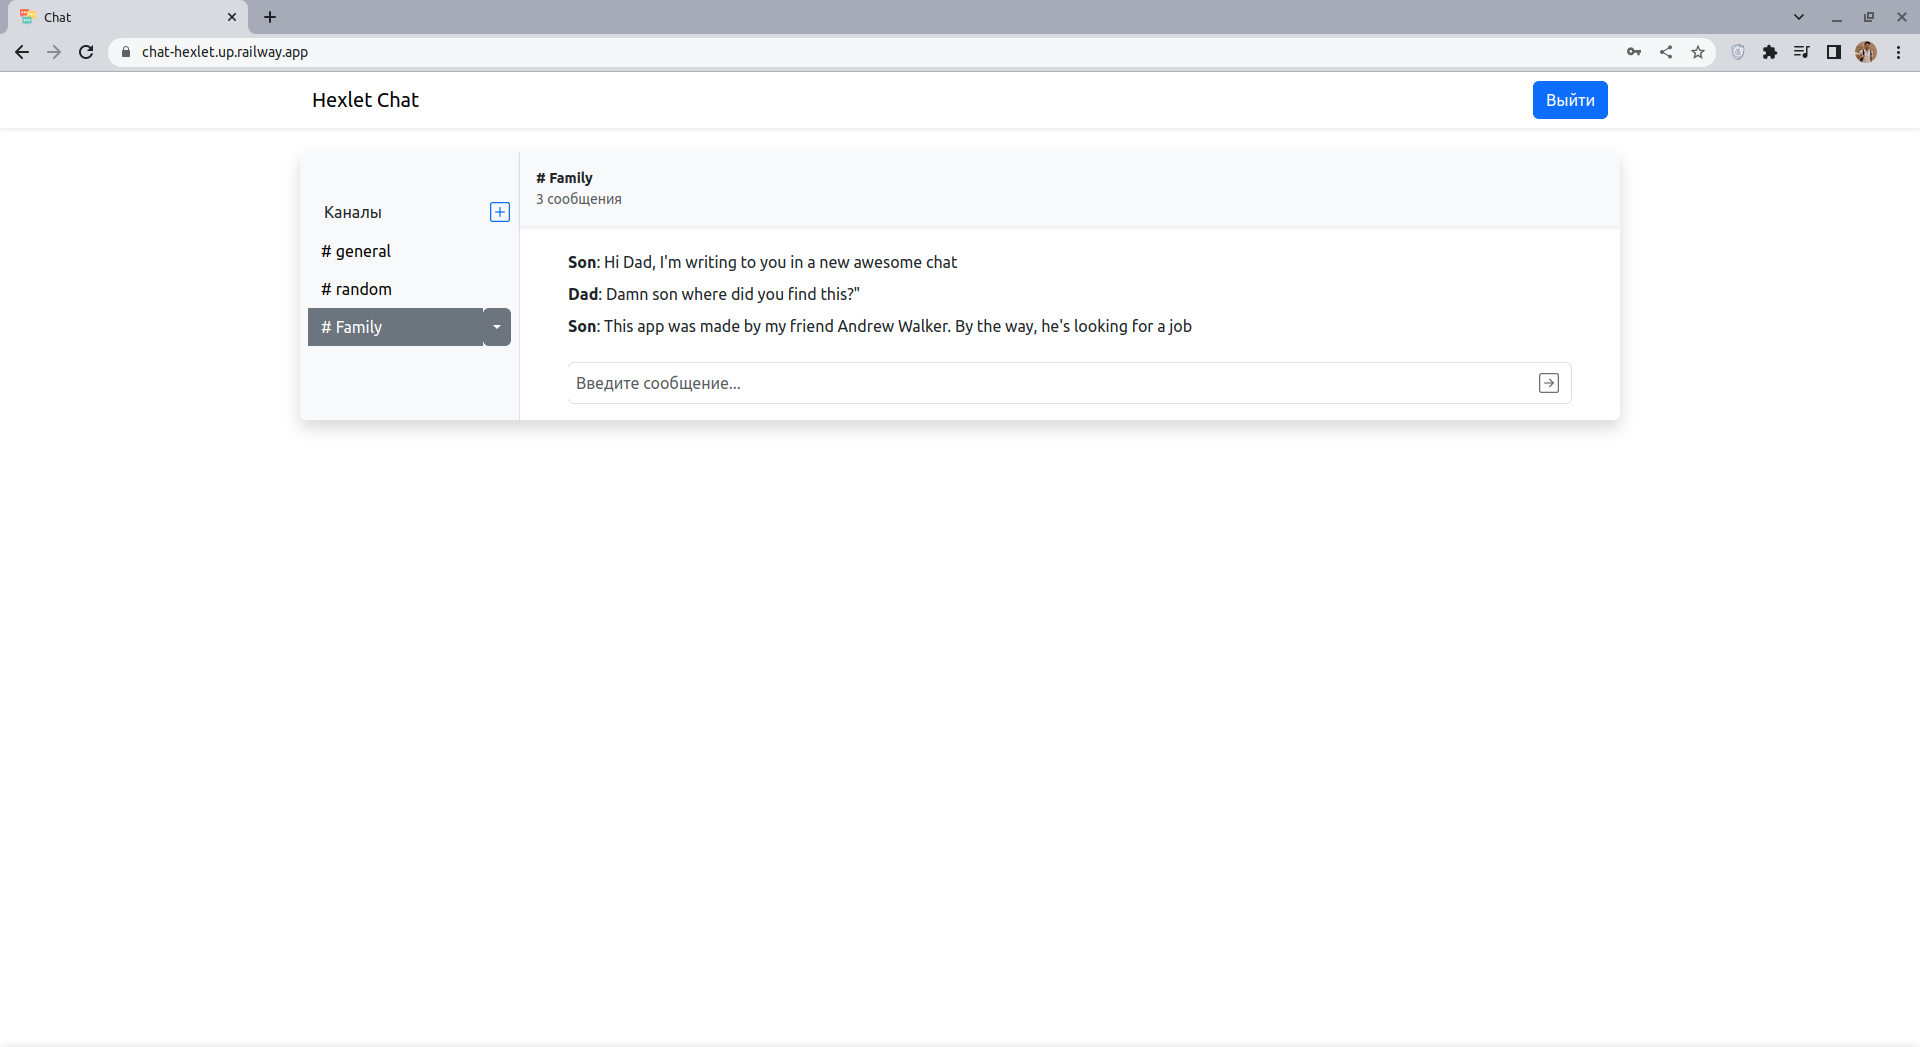 Chat
chat-hexlet.up.railway.app
Hexlet Chat
Выйти
Каналы
# general
# random
# Family
# Family
3 сообщения
Son: Hi Dad, I'm writing to you in a new awesome chat
Dad: Damn son where did you find this?"
Son: This app was made by my friend Andrew Walker. By the way, he's looking for a job
Введите сообщение...